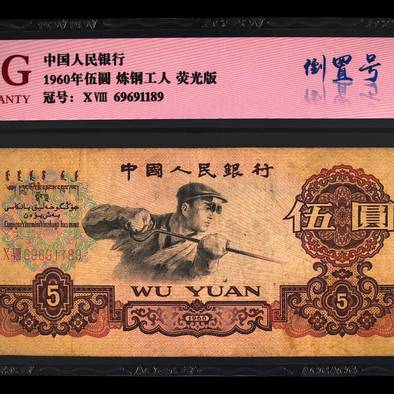 G
ANTY
中国人民银行
1960年伍圆 炼钢工人 荧光版
冠号: XⅧ 69691189
倒置号
中國人民銀行
伍圓
XⅧ69691189
5
WU YUAN
5
1960